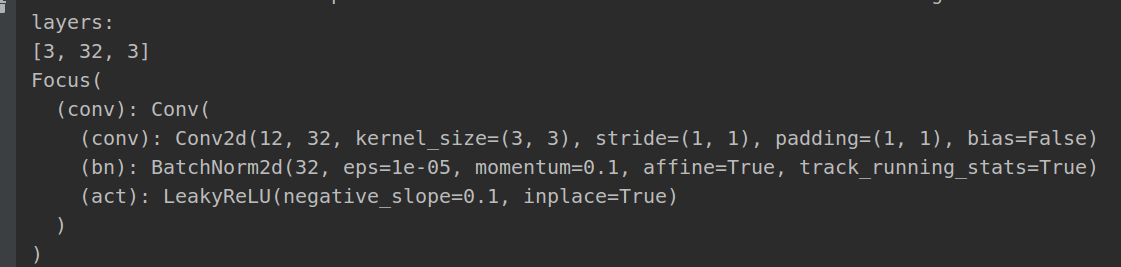 layers:
[3, 32, 3]
Focus(
  (conv): Conv(
    (conv): Conv2d(12, 32, kernel_size=(3, 3), stride=(1, 1), padding=(1, 1), bias=False)
    (bn): BatchNorm2d(32, eps=1e-05, momentum=0.1, affine=True, track_running_stats=True)
    (act): LeakyReLU(negative_slope=0.1, inplace=True)
  )
)